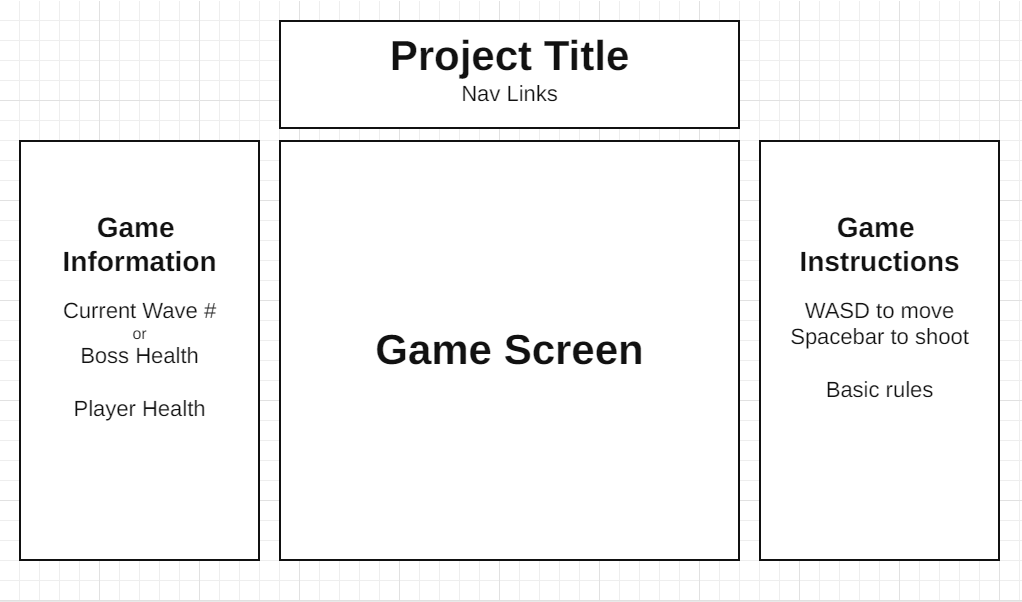 Project Title
Nav Links
Game
Information
Current Wave #
or
Boss Health
Player Health
Game Screen
Game
Instructions
WASD to move
Spacebar to shoot
Basic rules